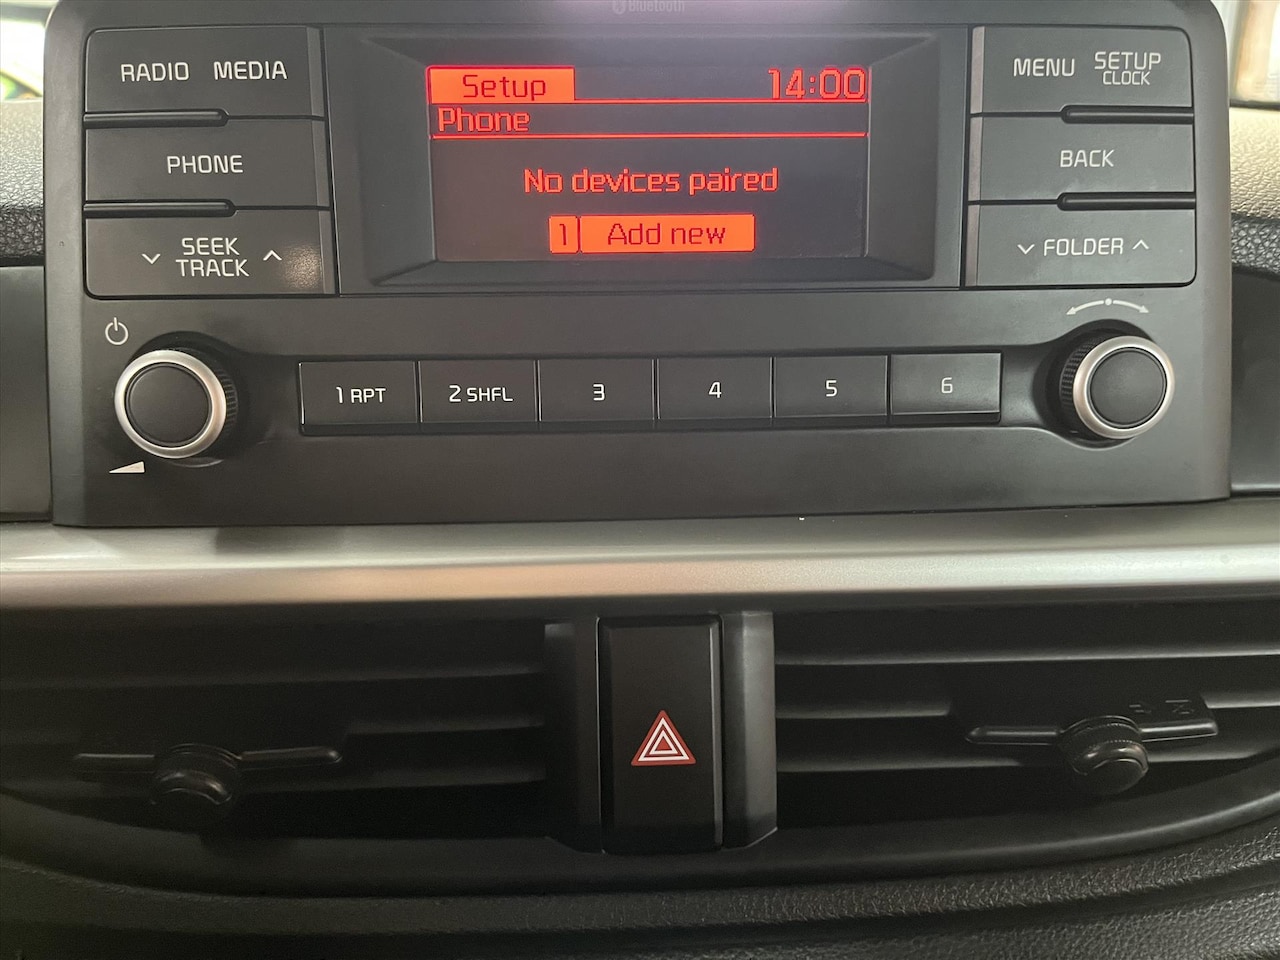 Bluetooth
RADIO MEDIA
PHONE
SEEK
TRACK
Setup 14:00
Phone
No devices paired
1 Add new
MENU SETUP
CLOCK
BACK
FOLDER
1 RPT 2 SHFL 3 4 5 6